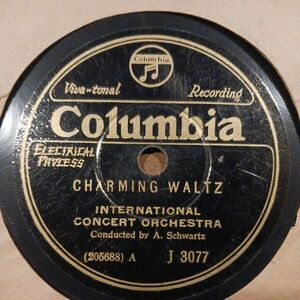 Columbia
Viva-tonal Recording
Columbia
ELECTRICAL
PROCESS
CHARMING WALTZ
INTERNATIONAL
CONCERT ORCHESTRA
Conducted by A. Schwartz
(205688) A J 3077